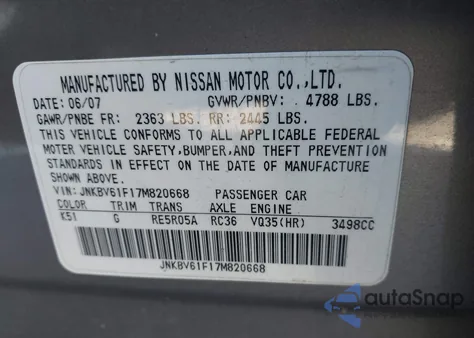 MANUFACTURED BY NISSAN MOTOR CO.,LTD.
DATE: 06/07 GVWR/PNBV: 4788 LBS.
GAWR/PNBE FR: 2363 LBS. RR: 2445 LBS.
THIS VEHICLE CONFORMS TO ALL APPLICABLE FEDERAL
MOTOR VEHICLE SAFETY,BUMPER,AND THEFT PREVENTION
STANDARDS IN EFFECT ON THE DATE OF MANUFACTURE
SHOWN ABOVE.
VIN: JNKBV61F17M820668 PASSENGER CAR
COLOR TRIM TRANS AXLE ENGINE
K51 G RE5R05A RC36 VQ35(HR) 3498CC
JNKBV61F17M820668
autoSnap